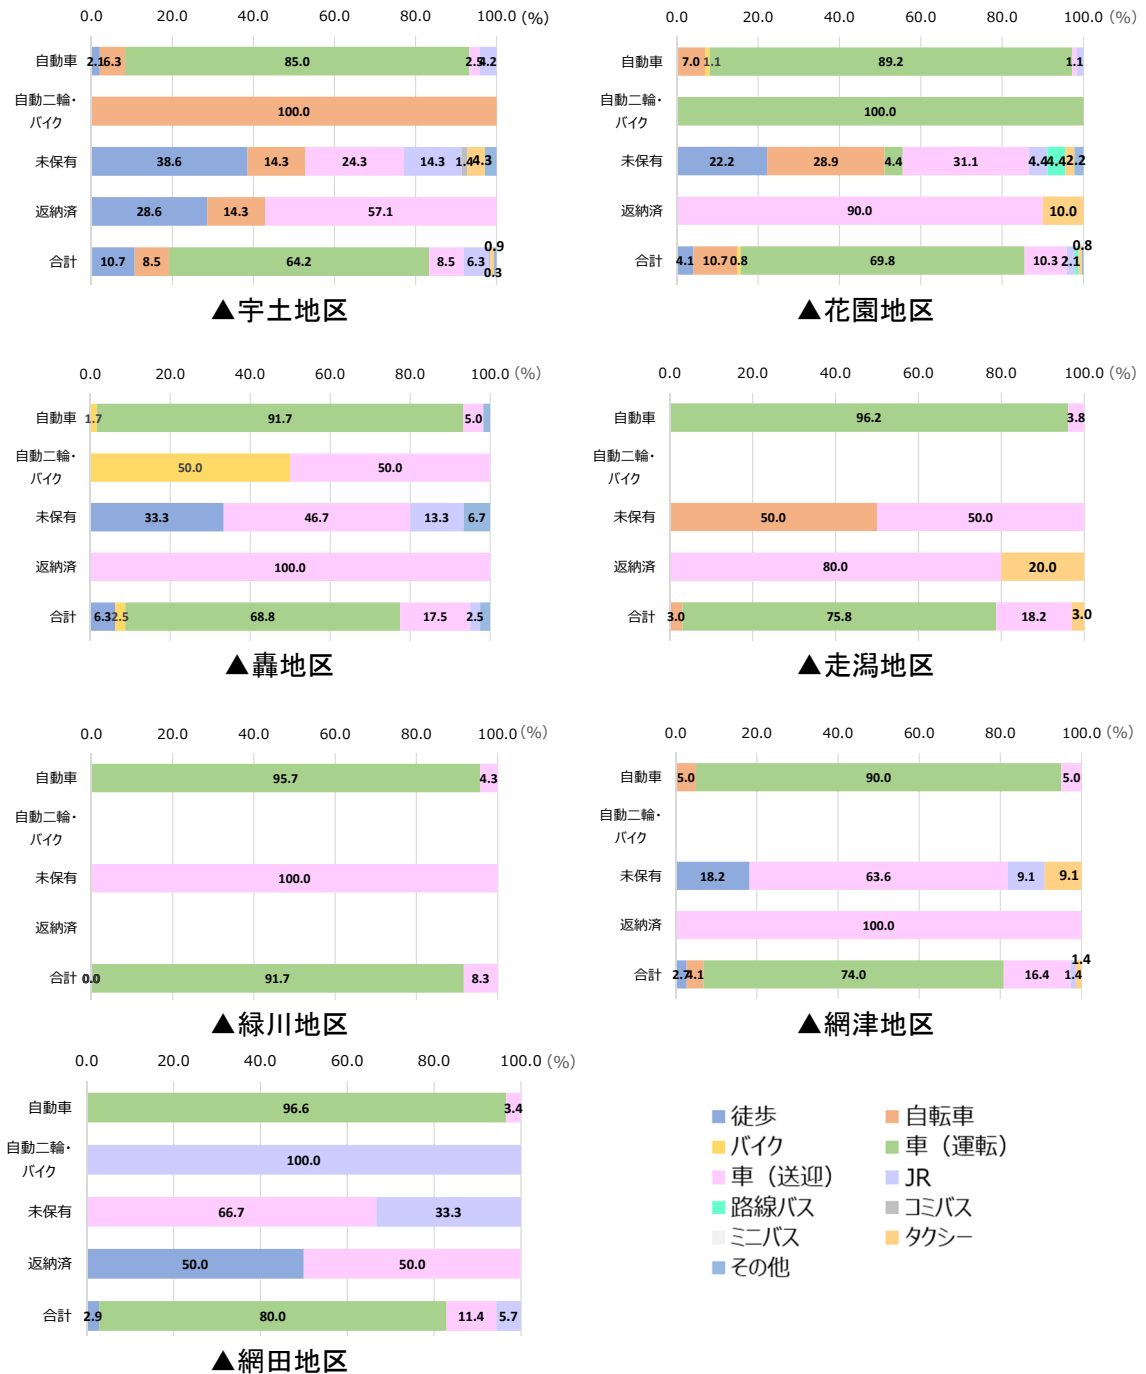 0.0 20.0 40.0 60.0 80.0 100.0 (%)
自動車 2.1 6.3 85.0 2.5 4.2
自動二輪・
バイク
100.0
未保有 38.6 14.3 24.3 14.3 1.4 4.3
返納済 28.6 14.3 57.1
0.9
合計 10.7 8.5 64.2 8.5 6.3
0.3
▲宇土地区
0.0 20.0 40.0 60.0 80.0 100.0 (%)
自動車 7.0 1.1 89.2 1.1
自動二輪・
バイク
100.0
未保有 22.2 28.9 4.4 31.1 4.4 4.4 2.2
返納済 90.0 10.0
0.8
合計 4.1 10.7 0.8 69.8 10.3 2.1
▲花園地区
0.0 20.0 40.0 60.0 80.0 100.0 (%)
自動車 1.7 91.7 5.0
自動二輪・
バイク
50.0 50.0
未保有 33.3 46.7 13.3 6.7
返納済 100.0
合計 6.3 2.5 68.8 17.5 2.5
▲轟地区
0.0 20.0 40.0 60.0 80.0 100.0 (%)
自動車 96.2 3.8
自動二輪・
バイク
未保有 50.0 50.0
返納済 80.0 20.0
合計 3.0 75.8 18.2 3.0
▲走潟地区
0.0 20.0 40.0 60.0 80.0 100.0 (%)
自動車 95.7 4.3
自動二輪・
バイク
未保有 100.0
返納済
合計 0.0 91.7 8.3
▲緑川地区
0.0 20.0 40.0 60.0 80.0 100.0 (%)
自動車 5.0 90.0 5.0
自動二輪・
バイク
未保有 18.2 63.6 9.1 9.1
返納済 100.0
1.4
合計 2.7 4.1 74.0 16.4 1.4
▲網津地区
0.0 20.0 40.0 60.0 80.0 100.0 (%)
自動車 96.6 3.4
自動二輪・
バイク
100.0
未保有 66.7 33.3
返納済 50.0 50.0
合計 2.9 80.0 11.4 5.7
▲網田地区
徒歩 自転車
バイク 車（運転）
車（送迎） JR
路線バス コミバス
ミニバス タクシー
その他